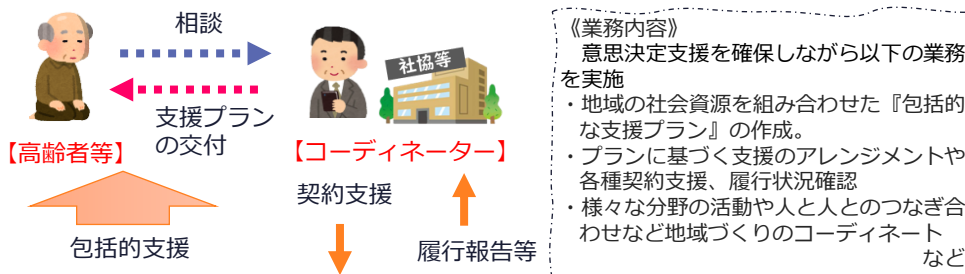 相談
社協等
支援プラン
の交付
【高齢者等】
【コーディネーター】
契約支援
包括的支援
履行報告等
《業務内容》
意思決定支援を確保しながら以下の業務
を実施
・地域の社会資源を組み合わせた『包括的
な支援プラン』の作成。
・プランに基づく支援のアレンジメントや
各種契約支援、履行状況確認
・様々な分野の活動や人と人とのつなぎ合
わせなど地域づくりのコーディネート
など